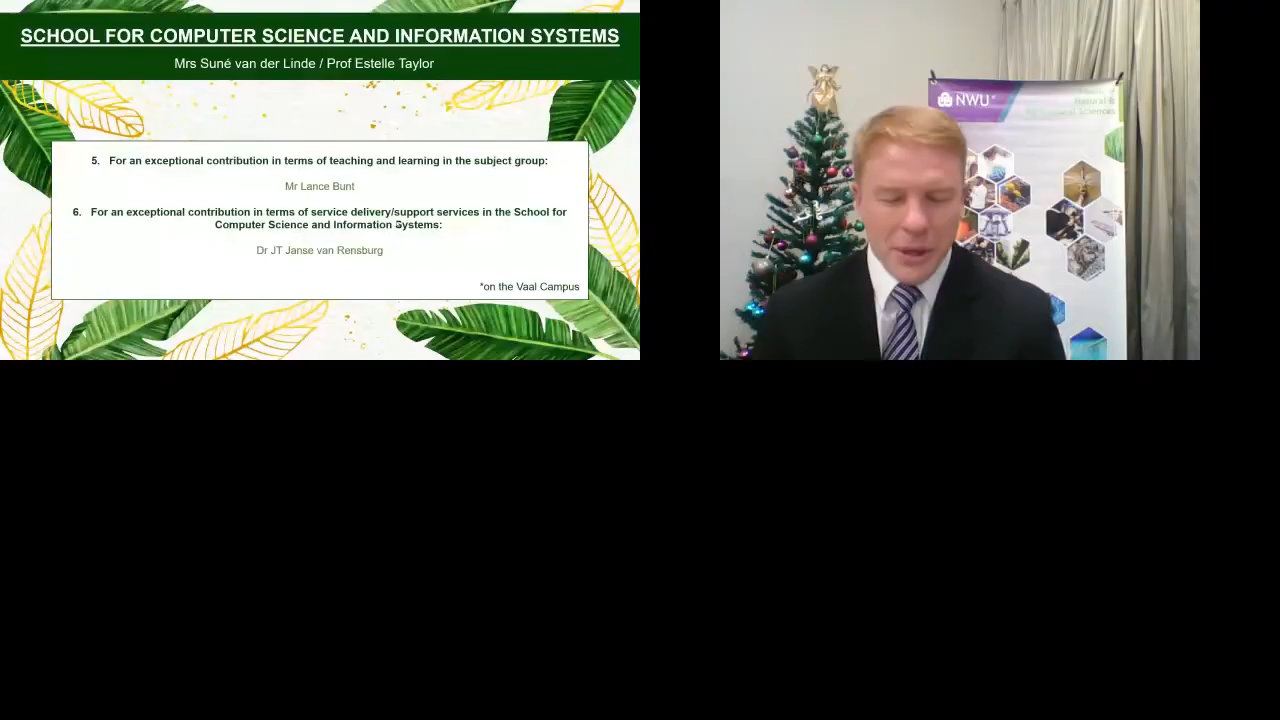 SCHOOL FOR COMPUTER SCIENCE AND INFORMATION SYSTEMS
Mrs Suné van der Linde / Prof Estelle Taylor
5. For an exceptional contribution in terms of teaching and learning in the subject group:
Mr Lance Bunt
6. For an exceptional contribution in terms of service delivery/support services in the School for
Computer Science and Information Systems:
Dr JT Janse van Rensburg
*on the Vaal Campus
NWU
Natural &
Sciences